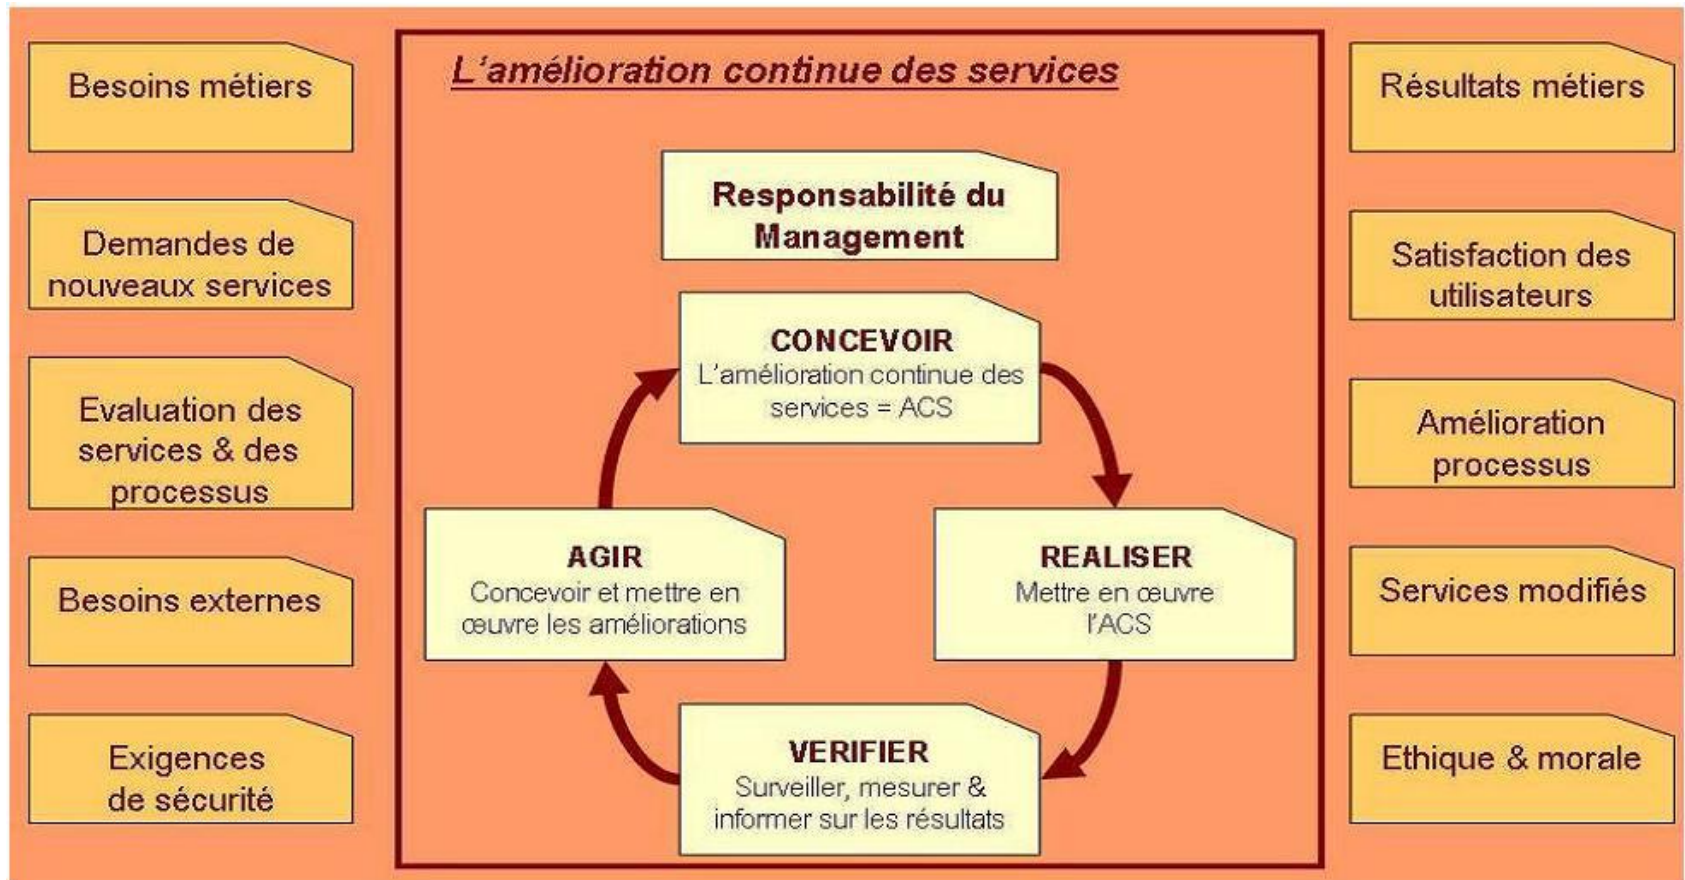 Besoins métiers
Demandes de
nouveaux services
Evaluation des
services & des
processus
Besoins externes
Exigences
de sécurité
L'amélioration continue des services
Responsabilité du
Management
CONCEVOIR
L'amélioration continue des
services = ACS
REALISER
Mettre en œuvre
l'ACS
VERIFIER
Surveiller, mesurer &
informer sur les résultats
AGIR
Concevoir et mettre en
œuvre les améliorations
Résultats métiers
Satisfaction des
utilisateurs
Amélioration
processus
Services modifiés
Ethique & morale